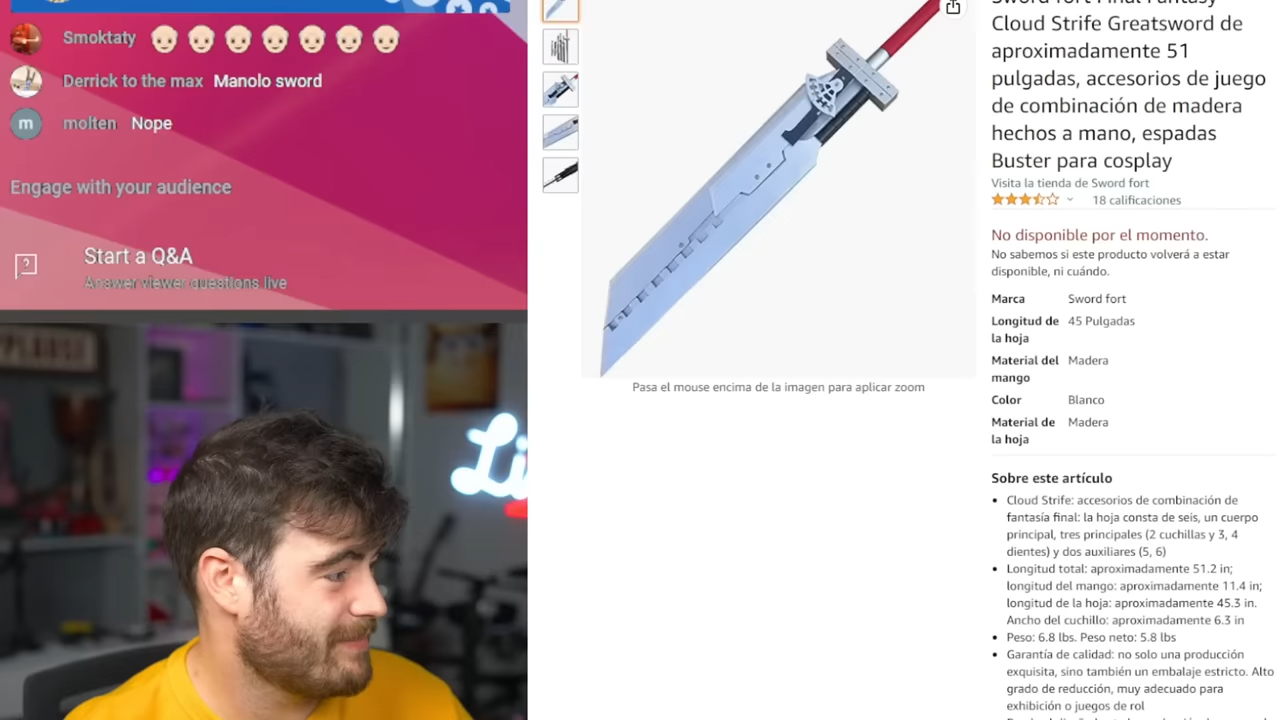 Smoktaty
Derrick to the max Manolo sword
m molten Nope
Engage with your audience
Start a Q&A
Answer viewer questions live
Cloud Strife Greatsword de
aproximadamente 51
pulgadas, accesorios de juego
de combinación de madera
hechos a mano, espadas
Buster para cosplay
Visita la tienda de Sword fort
18 calificaciones
No disponible por el momento.
No sabemos si este producto volverá a estar
disponible, ni cuándo.
Marca Sword fort
Longitud de 45 Pulgadas
la hoja
Material del Madera
mango
Color Blanco
Material de Madera
la hoja
Sobre este artículo
Cloud Strife: accesorios de combinación de
fantasía final: la hoja consta de seis, un cuerpo
principal, tres principales (2 cuchillas y 3, 4
dientes) y dos auxiliares (5, 6)
Longitud total: aproximadamente 51.2 in;
longitud del mango: aproximadamente 11.4 in;
longitud de la hoja: aproximadamente 45.3 in.
Ancho del cuchillo: aproximadamente 6.3 in
Peso: 6.8 lbs. Peso neto: 5.8 lbs
Garantía de calidad: no solo una producción
exquisita, sino también un embalaje estricto. Alto
grado de reducción, muy adecuado para
exhibición o juegos de rol
Pasa el mouse encima de la imagen para aplicar zoom
Li